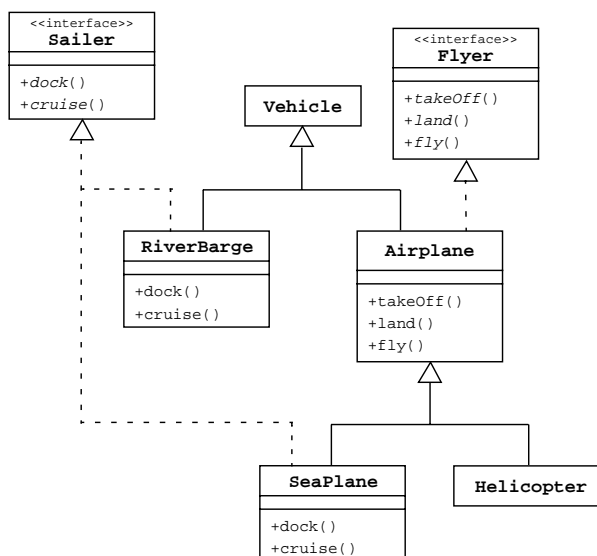 <<interface>>
Sailer
+dock()
+cruise()
<<interface>>
Flyer
+takeOff()
+land()
+fly()
Vehicle
RiverBarge
+dock()
+cruise()
Airplane
+takeOff()
+land()
+fly()
SeaPlane
+dock()
+cruise()
Helicopter